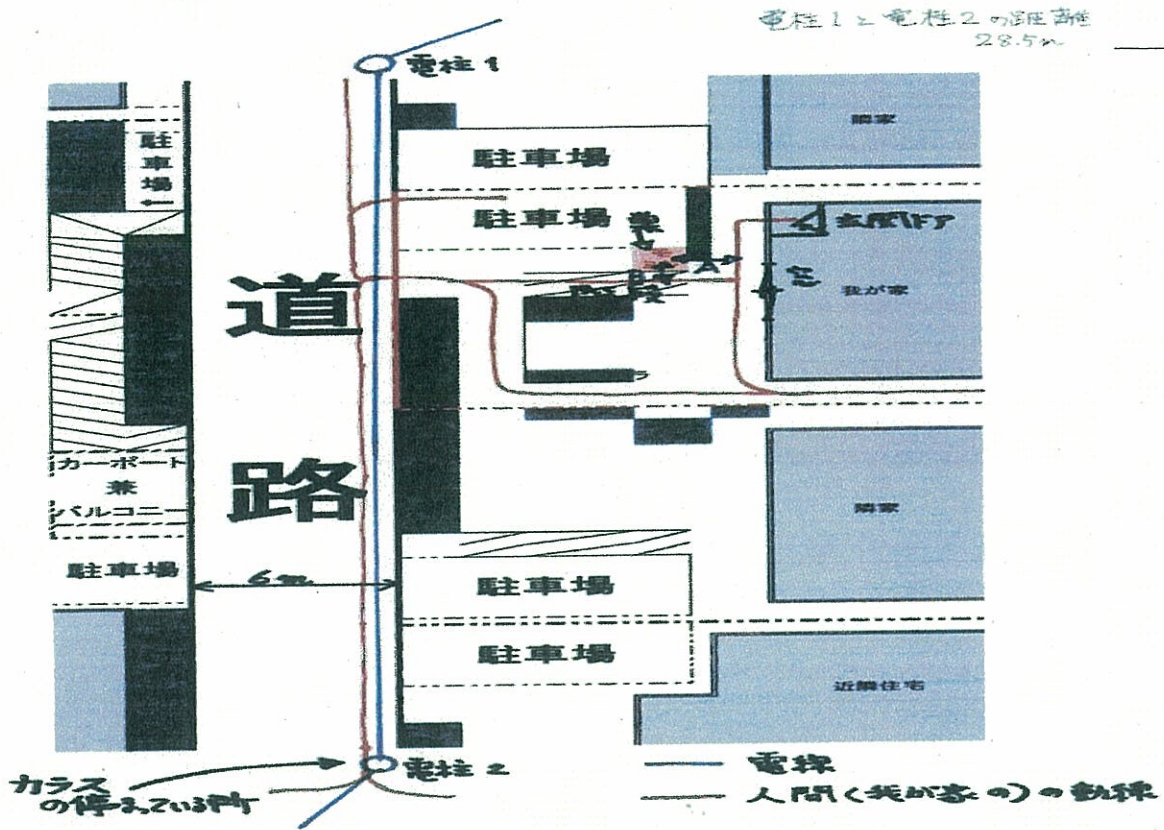 電柱1と電柱2の距離
28.5m
電柱1
隣家
駐車場←
駐車場
駐車場
巣
玄関ドア
A
B
窓
我が家
階段
道路
カーポート
兼
バルコニー
隣家
駐車場
6m
駐車場
駐車場
近隣住宅
カラス
の停まっている所
電柱2
電線
人間(我が家の)の動線